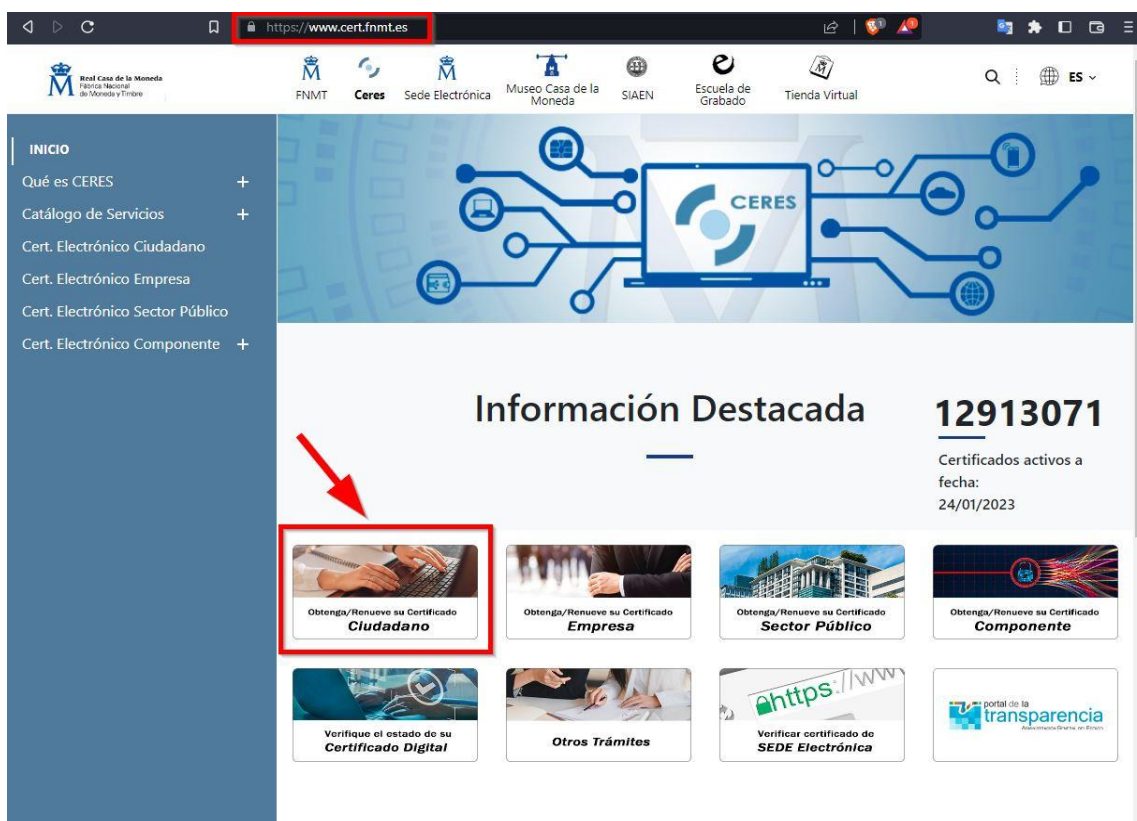 https://www.cert.fnmt.es
Real Casa de la Moneda
Fábrica Nacional
de Moneda y Timbre
FNMT
Ceres
Sede Electrónica
Museo Casa de la
Moneda
SIAEN
Escuela de
Grabado
Tienda Virtual
ES
INICIO
Qué es CERES +
Catálogo de Servicios +
Cert. Electrónico Ciudadano
Cert. Electrónico Empresa
Cert. Electrónico Sector Público
Cert. Electrónico Componente +
CERES
Información Destacada
12913071
Certificados activos a
fecha:
24/01/2023
Obtenga/Renueve su Certificado
Ciudadano
Obtenga/Renueve su Certificado
Empresa
Obtenga/Renueve su Certificado
Sector Público
Obtenga/Renueve su Certificado
Componente
Verifique el estado de su
Certificado Digital
Otros Trámites
https://www
Verificar certificado de
SEDE Electrónica
portal de la
transparencia